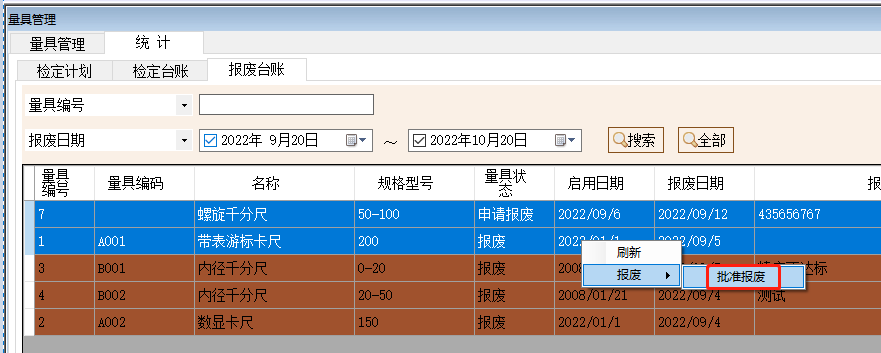 量具管理
量具管理 统 计
检定计划 检定台账 报废台账
量具编号
报废日期 2022年 9月20日 ~ 2022年10月20日 搜索 全部
量具编号 量具编码 名称 规格型号 量具状态 启用日期 报废日期 报
7 螺旋千分尺 50-100 申请报废 2022/09/6 2022/09/12 435656767
1 A001 带表游标卡尺 200 报废 2022/01/1 2022/09/5
刷新
3 B001 内径千分尺 0-20 报废 2008
报废 批准报废
4 B002 内径千分尺 20-50 报废 2008/01/21 2022/09/4 测试
2 A002 数显卡尺 150 报废 2022/01/1 2022/09/4